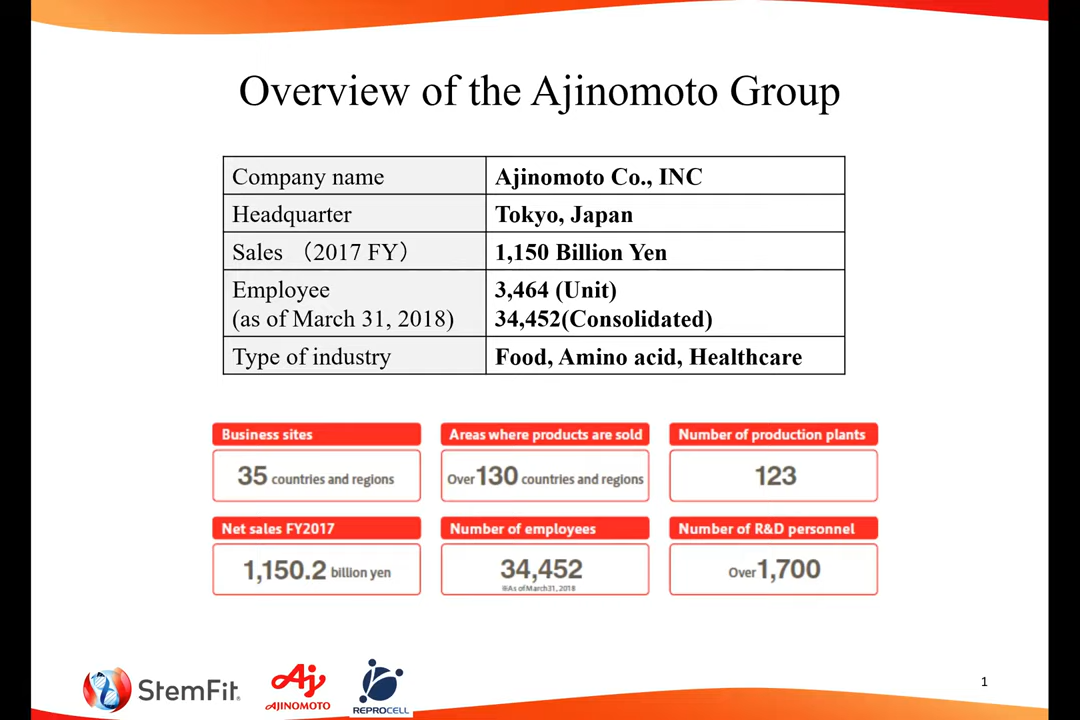 Overview of the Ajinomoto Group
Company name
Ajinomoto Co., INC
Headquarter
Tokyo, Japan
Sales （2017 FY）
1,150 Billion Yen
Employee
(as of March 31, 2018)
3,464 (Unit)
34,452(Consolidated)
Type of industry
Food, Amino acid, Healthcare
Business sites
35 countries and regions
Areas where products are sold
Over 130 countries and regions
Number of production plants
123
Net sales FY2017
1,150.2 billion yen
Number of employees
34,452
※As of March31, 2018
Number of R&D personnel
Over 1,700
StemFit®
AJINOMOTO
REPROCELL
1